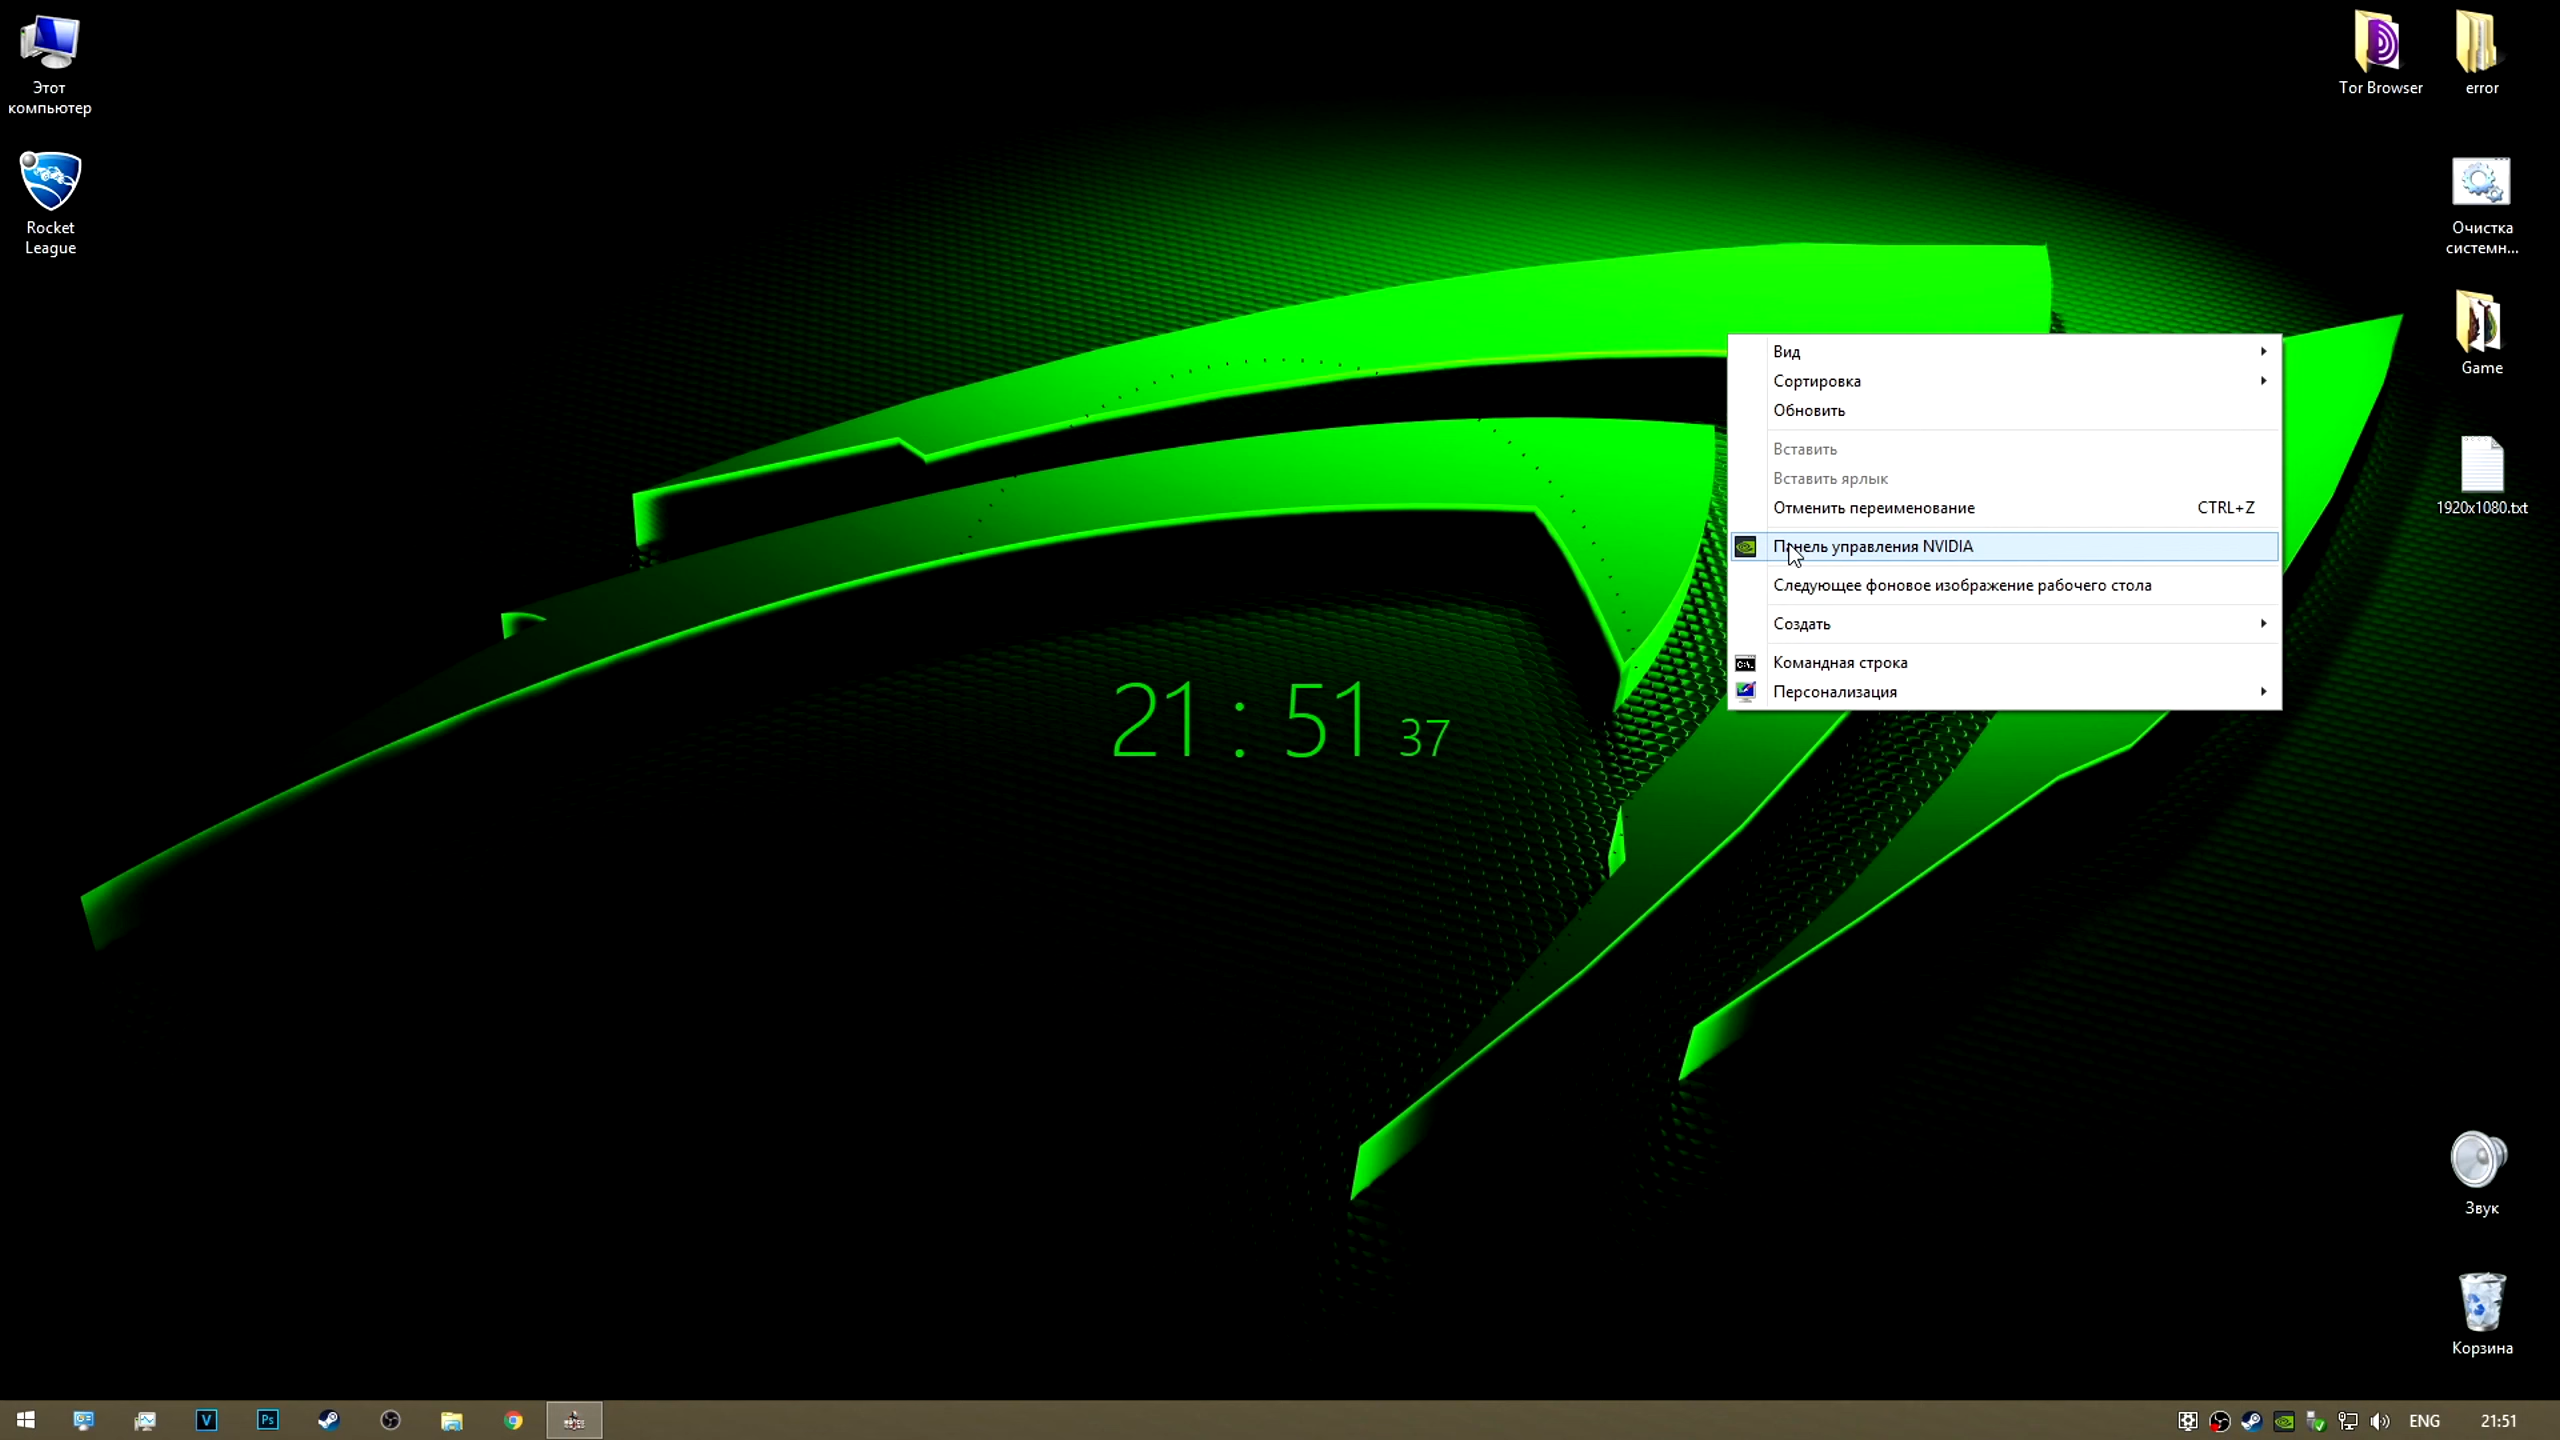 Этот
компьютер
Rocket
League
Tor Browser
error
Очистка
системн...
Game
1920x1080.txt
Вид
Сортировка
Обновить
Вставить
Вставить ярлык
Отменить переименование CTRL+Z
Панель управления NVIDIA
Следующее фоновое изображение рабочего стола
Создать
Командная строка
Персонализация
21 : 51 37
Звук
Корзина
V
Ps
ENG
21:51